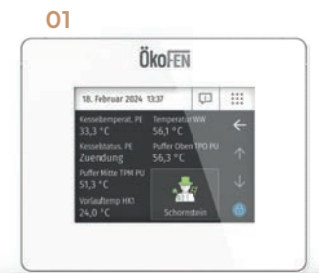 01
ÖkoFEN
18. Februar 2024 13:37
Kesseltemperat. PE
33,3 °C
Temperatur WW
56,1 °C
Kesselstatus. PE
Zuendung
Puffer Oben TPO PU
56,3 °C
Puffer Mitte TPM PU
51,3 °C
Vorlauftemp HK1
24,0 °C
Schornstein